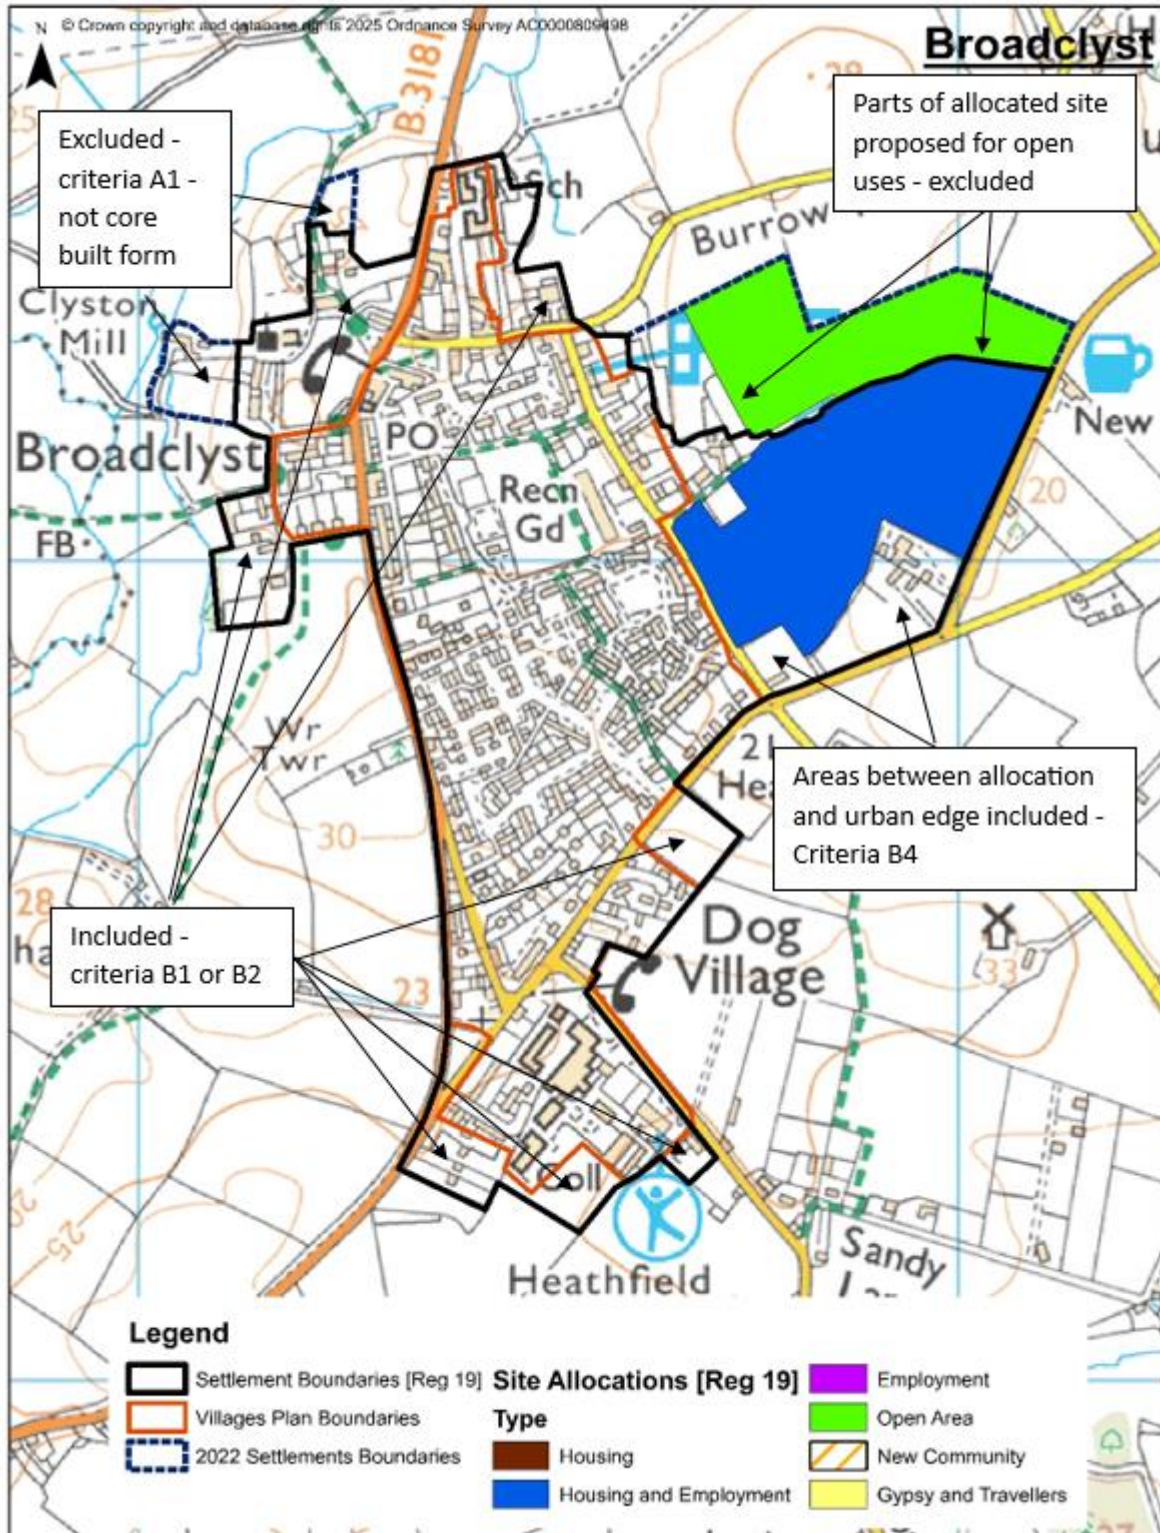 N © Crown copyright and database rights 2025 Ordnance Survey AC0000809498
Broadclyst
B 3181
28
25
Excluded -
criteria A1 -
not core
built form
Parts of allocated site
proposed for open
uses - excluded
Sch
Burrow
Clyston
Mill
New
Broadclyst
PO
Recn
Gd
20
FB
Wr
Twr
30
Areas between allocation
and urban edge included -
Criteria B4
28
Included -
criteria B1 or B2
23
Dog
Village
33
Coll
20
25
Heathfield
Sandy
Legend
Settlement Boundaries [Reg 19]
Villages Plan Boundaries
2022 Settlements Boundaries
Site Allocations [Reg 19]
Type
Housing
Housing and Employment
Employment
Open Area
New Community
Gypsy and Travellers